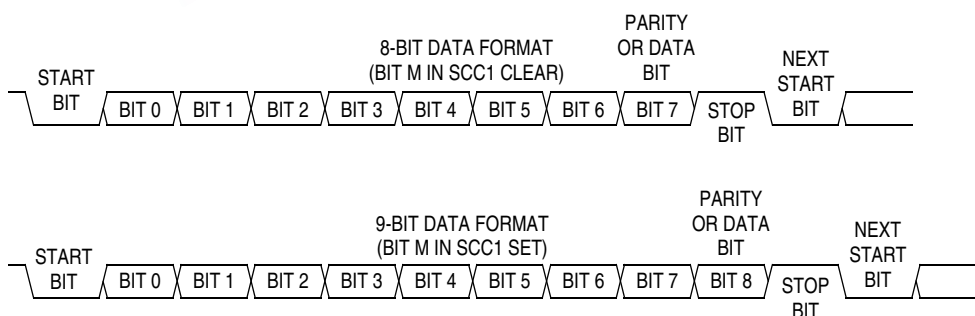 8-BIT DATA FORMAT
(BIT M IN SCC1 CLEAR)
PARITY
OR DATA
BIT
START
BIT
BIT 0 BIT 1 BIT 2 BIT 3 BIT 4 BIT 5 BIT 6 BIT 7
STOP
BIT
NEXT
START
BIT
9-BIT DATA FORMAT
(BIT M IN SCC1 SET)
PARITY
OR DATA
BIT
START
BIT
BIT 0 BIT 1 BIT 2 BIT 3 BIT 4 BIT 5 BIT 6 BIT 7 BIT 8
STOP
BIT
NEXT
START
BIT